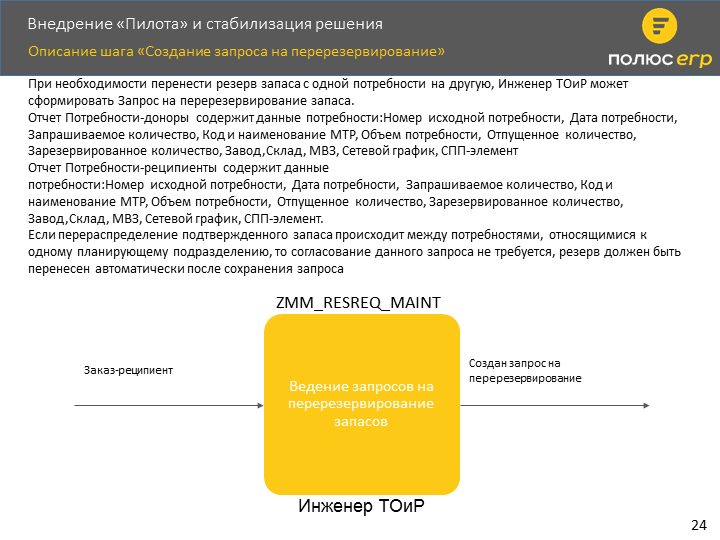 Внедрение «Пилота» и стабилизация решения
Описание шага «Создание запроса на перерезервирование»
ПОЛЮС erp
При необходимости перенести резерв запаса с одной потребности на другую, Инженер ТОиР может
сформировать Запрос на перерезервирование запаса.
Отчет Потребности-доноры содержит данные потребности:Номер исходной потребности, Дата потребности,
Запрашиваемое количество, Код и наименование МТР, Объем потребности, Отпущенное количество,
Зарезервированное количество, Завод,Склад, МВЗ, Сетевой график, СПП-элемент
Отчет Потребности-реципиенты содержит данные
потребности:Номер исходной потребности, Дата потребности, Запрашиваемое количество, Код и
наименование МТР, Объем потребности, Отпущенное количество, Зарезервированное количество,
Завод,Склад, МВЗ, Сетевой график, СПП-элемент.
Если перераспределение подтвержденного запаса происходит между потребностями, относящимися к
одному планирующему подразделению, то согласование данного запроса не требуется, резерв должен быть
перенесен автоматически после сохранения запроса
ZMM_RESREQ_MAINT
Заказ-реципиент
Ведение запросов на
перерезервирование
запасов
Создан запрос на
перерезервирование
Инженер ТОиР
24